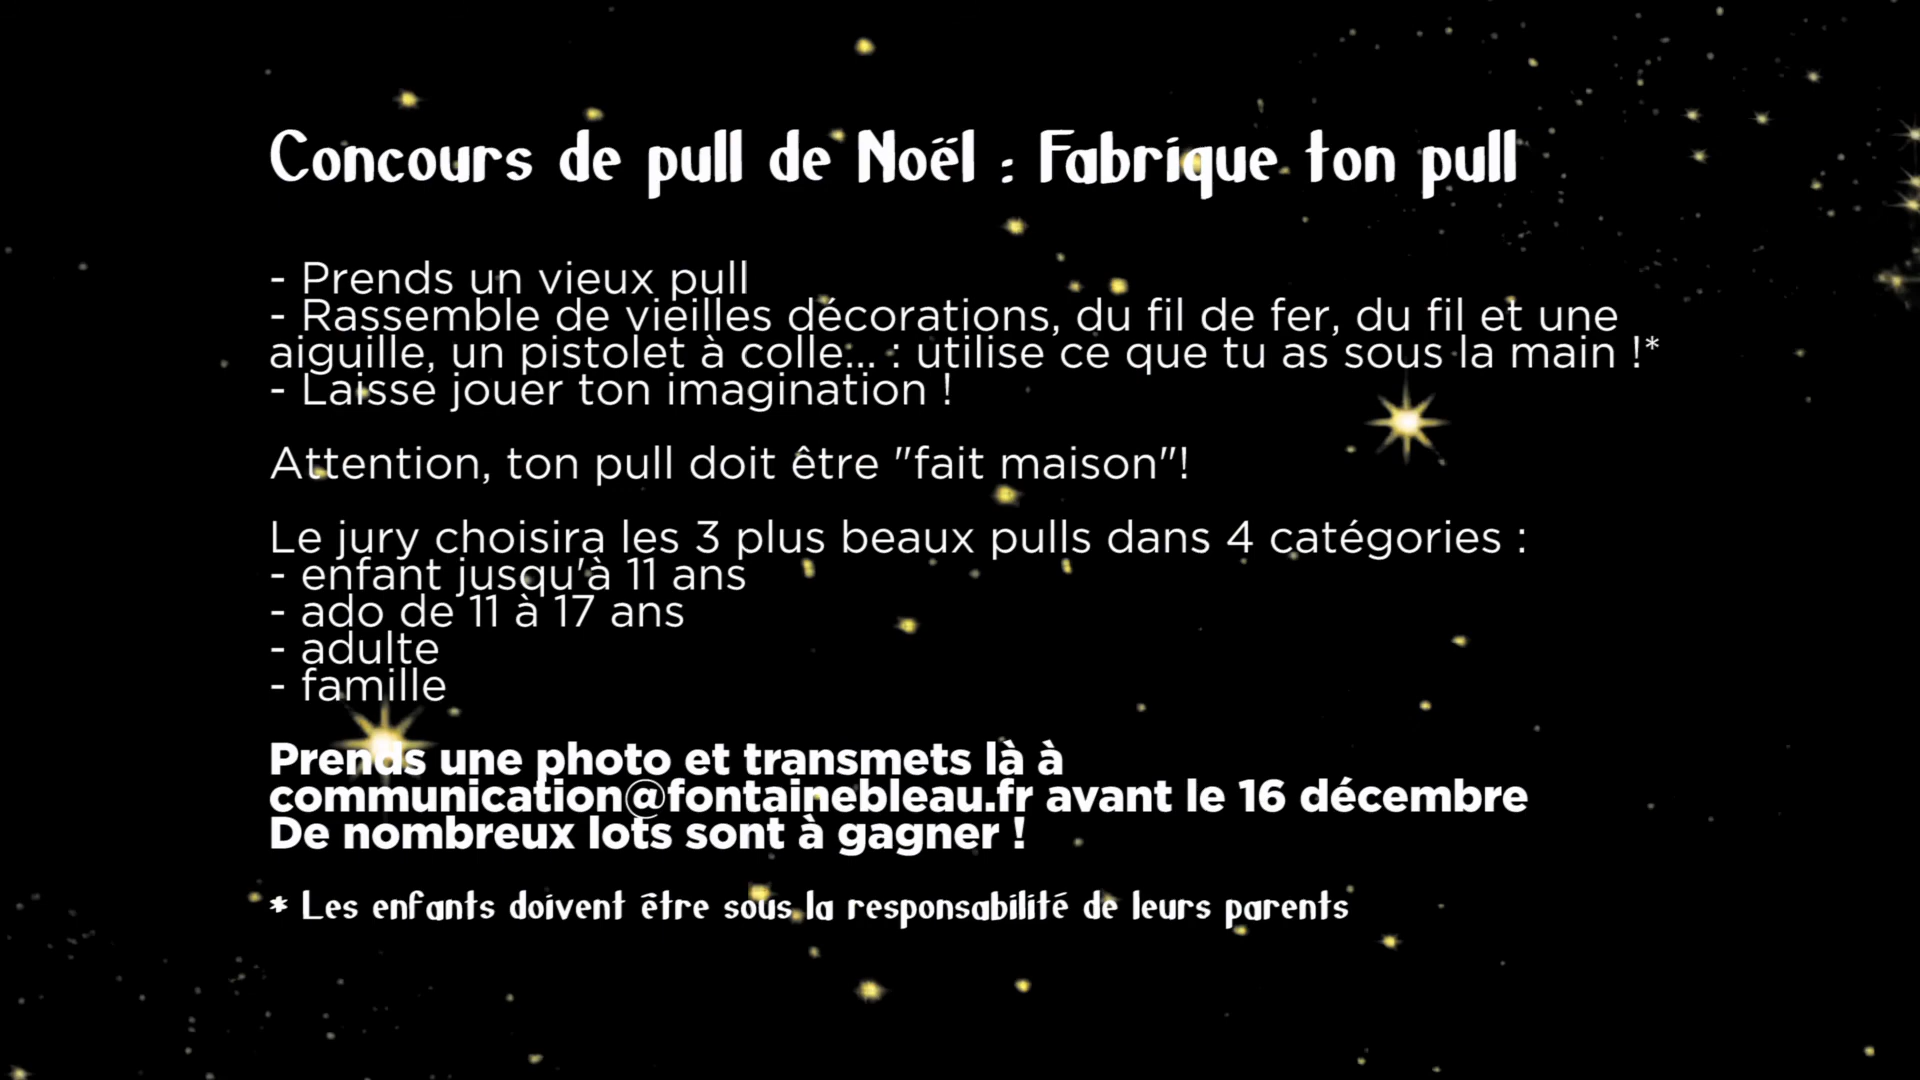 Concours de pull de Noël : Fabrique ton pull
- Prends un vieux pull
- Rassemble de vieilles décorations, du fil de fer, du fil et une
aiguille, un pistolet à colle... : utilise ce que tu as sous la main !*
- Laisse jouer ton imagination !
Attention, ton pull doit être "fait maison"!
Le jury choisira les 3 plus beaux pulls dans 4 catégories :
- enfant jusqu'à 11 ans
- ado de 11 à 17 ans
- adulte
- famille
Prends une photo et transmets là à
communication@fontainebleau.fr avant le 16 décembre
De nombreux lots sont à gagner !
* Les enfants doivent être sous la responsabilité de leurs parents